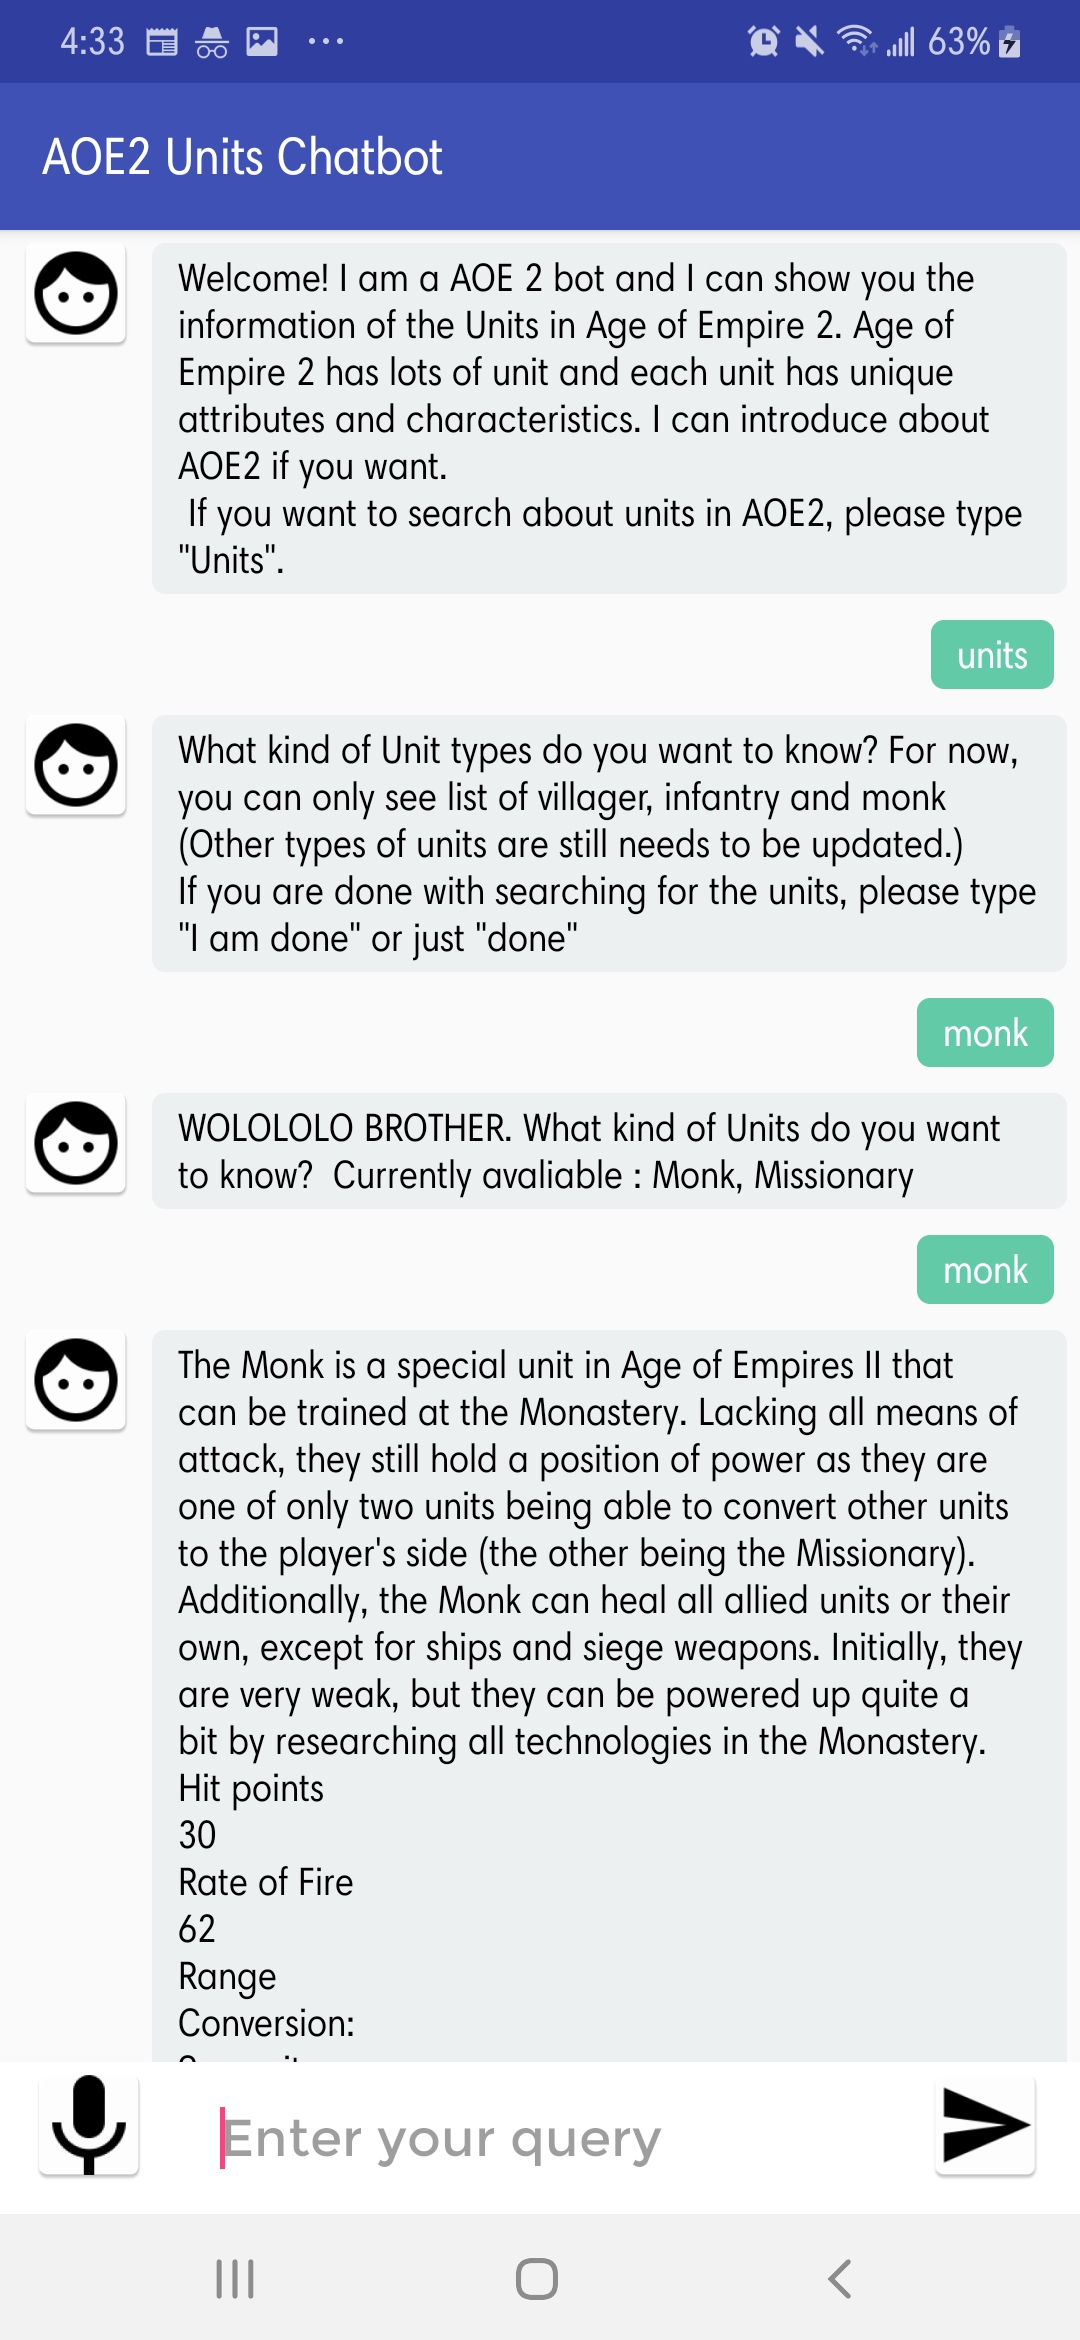 4:33
63%
AOE2 Units Chatbot
Welcome! I am a AOE 2 bot and I can show you the
information of the Units in Age of Empire 2. Age of
Empire 2 has lots of unit and each unit has unique
attributes and characteristics. I can introduce about
AOE2 if you want.
If you want to search about units in AOE2, please type
"Units".
units
What kind of Unit types do you want to know? For now,
you can only see list of villager, infantry and monk
(Other types of units are still needs to be updated.)
If you are done with searching for the units, please type
"I am done" or just "done"
monk
WOLOLOLO BROTHER. What kind of Units do you want
to know?  Currently avaliable : Monk, Missionary
monk
The Monk is a special unit in Age of Empires II that
can be trained at the Monastery. Lacking all means of
attack, they still hold a position of power as they are
one of only two units being able to convert other units
to the player's side (the other being the Missionary).
Additionally, the Monk can heal all allied units or their
own, except for ships and siege weapons. Initially, they
are very weak, but they can be powered up quite a
bit by researching all technologies in the Monastery.
Hit points
30
Rate of Fire
62
Range
Conversion:
Enter your query